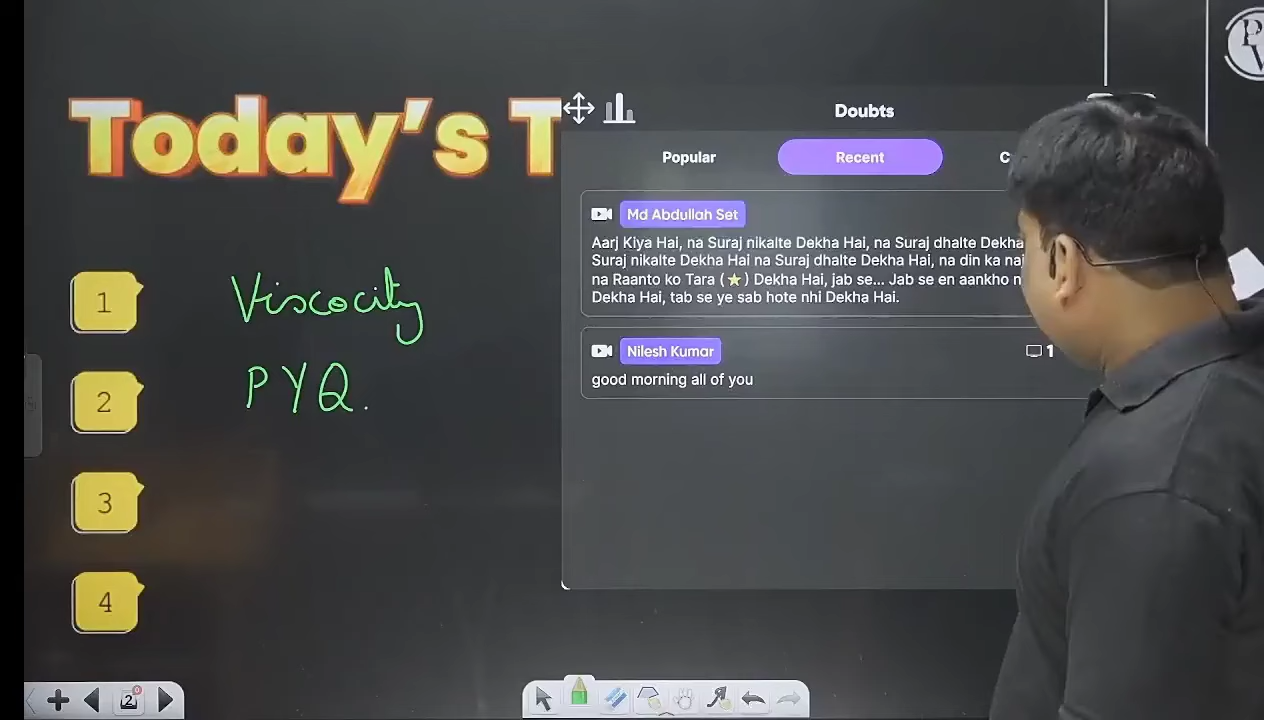 Today's T
Doubts
Popular
Recent
C
Md Abdullah Set
Aarj Kiya Hai, na Suraj nikalte Dekha Hai, na Suraj dhalte Dekha
Suraj nikalte Dekha Hai na Suraj dhalte Dekha Hai, na din ka naj
na Raanto ko Tara (⭐) Dekha Hai, jab se... Jab se en aankho n
Dekha Hai, tab se ye sab hote nhi Dekha Hai.
Nilesh Kumar
1
good morning all of you
1 Viscocity
2 PYQ.
3
4
2
P